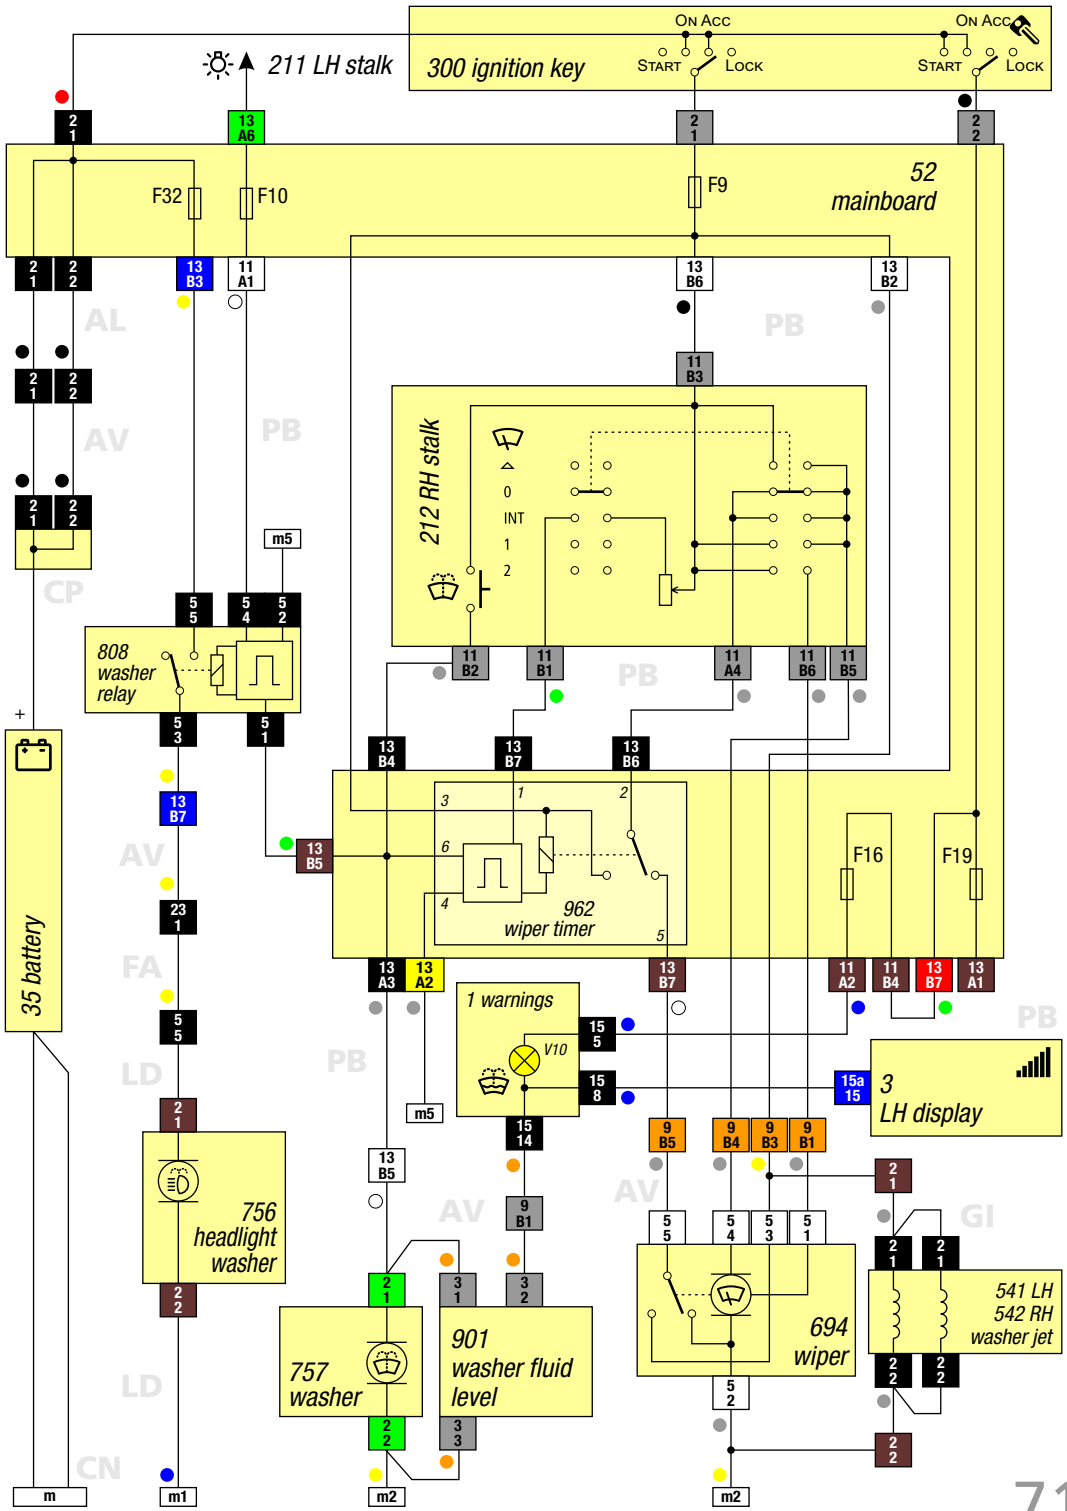 ON ACC
ON ACC
START
LOCK
START
LOCK
211 LH stalk
300 ignition key
2
1
13
A6
2
1
2
2
52
mainboard
F32
F10
F9
2
1
2
2
13
B3
11
A1
13
B6
13
B2
AL
PB
2
1
2
2
11
B3
AV
PB
212 RH stalk
0
INT
1
2
2
1
2
2
m5
CP
5
5
5
4
5
2
808
washer
relay
11
B2
11
B1
PB
11
A4
11
B6
11
B5
+
5
3
5
1
13
B4
13
B7
13
B6
1
2
3
13
B7
13
B5
6
4
F16
F19
AV
962
wiper timer
5
23
1
35 battery
FA
13
A3
13
A2
13
B7
11
A2
11
B4
13
B7
13
A1
1 warnings
V10
15
5
PB
5
5
PB
LD
15
8
15a
15
3
LH display
m5
15
14
2
1
9
B5
9
B4
9
B3
9
B1
13
B5
2
1
756
headlight
washer
AV
9
B1
AV
GI
5
5
5
4
5
3
5
1
2
1
2
1
2
2
2
1
3
1
3
2
541 LH
542 RH
washer jet
694
wiper
757
washer
901
washer fluid
level
LD
2
2
2
2
5
2
2
2
3
3
2
2
CN
m
m1
m2
m2
71